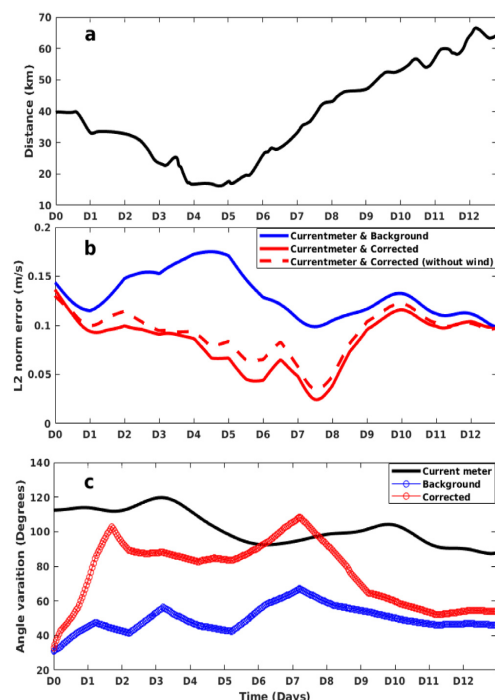 70
60
50
40
30
20
10
Distance (km)
a
D0 D1 D2 D3 D4 D5 D6 D7 D8 D9 D10 D11 D12
0.2
0.15
0.1
0.05
0
L2 norm error (m/s)
b
Currentmeter & Background
Currentmeter & Corrected
Currentmeter & Corrected (without wind)
D0 D1 D2 D3 D4 D5 D6 D7 D8 D9 D10 D11 D12
140
120
100
80
60
40
20
Angle varaition (Degrees)
c
Current meter
Background
Corrected
D0 D1 D2 D3 D4 D5 D6 D7 D8 D9 D10 D11 D12
Time (Days)